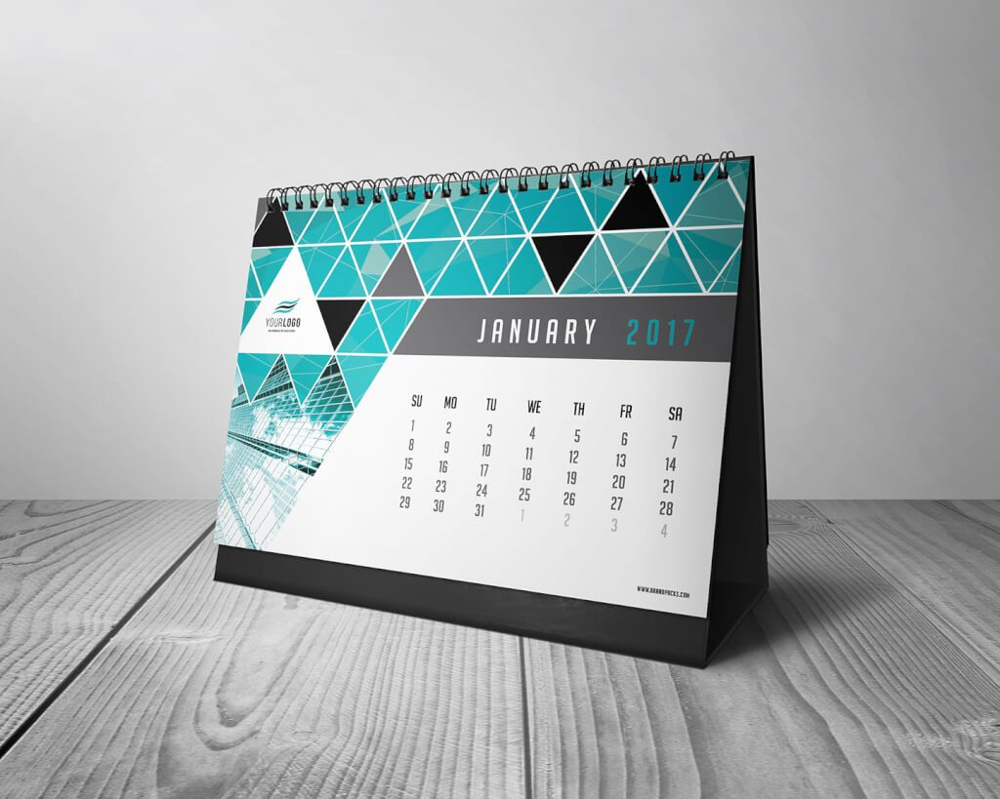 YOURLOGO
JANUARY 2017
SU MO TU WE TH FR SA
1 2 3 4 5 6 7
8 9 10 11 12 13 14
15 16 17 18 19 20 21
22 23 24 25 26 27 28
29 30 31 1 2 3 4
WWW.BRANDPACKS.COM